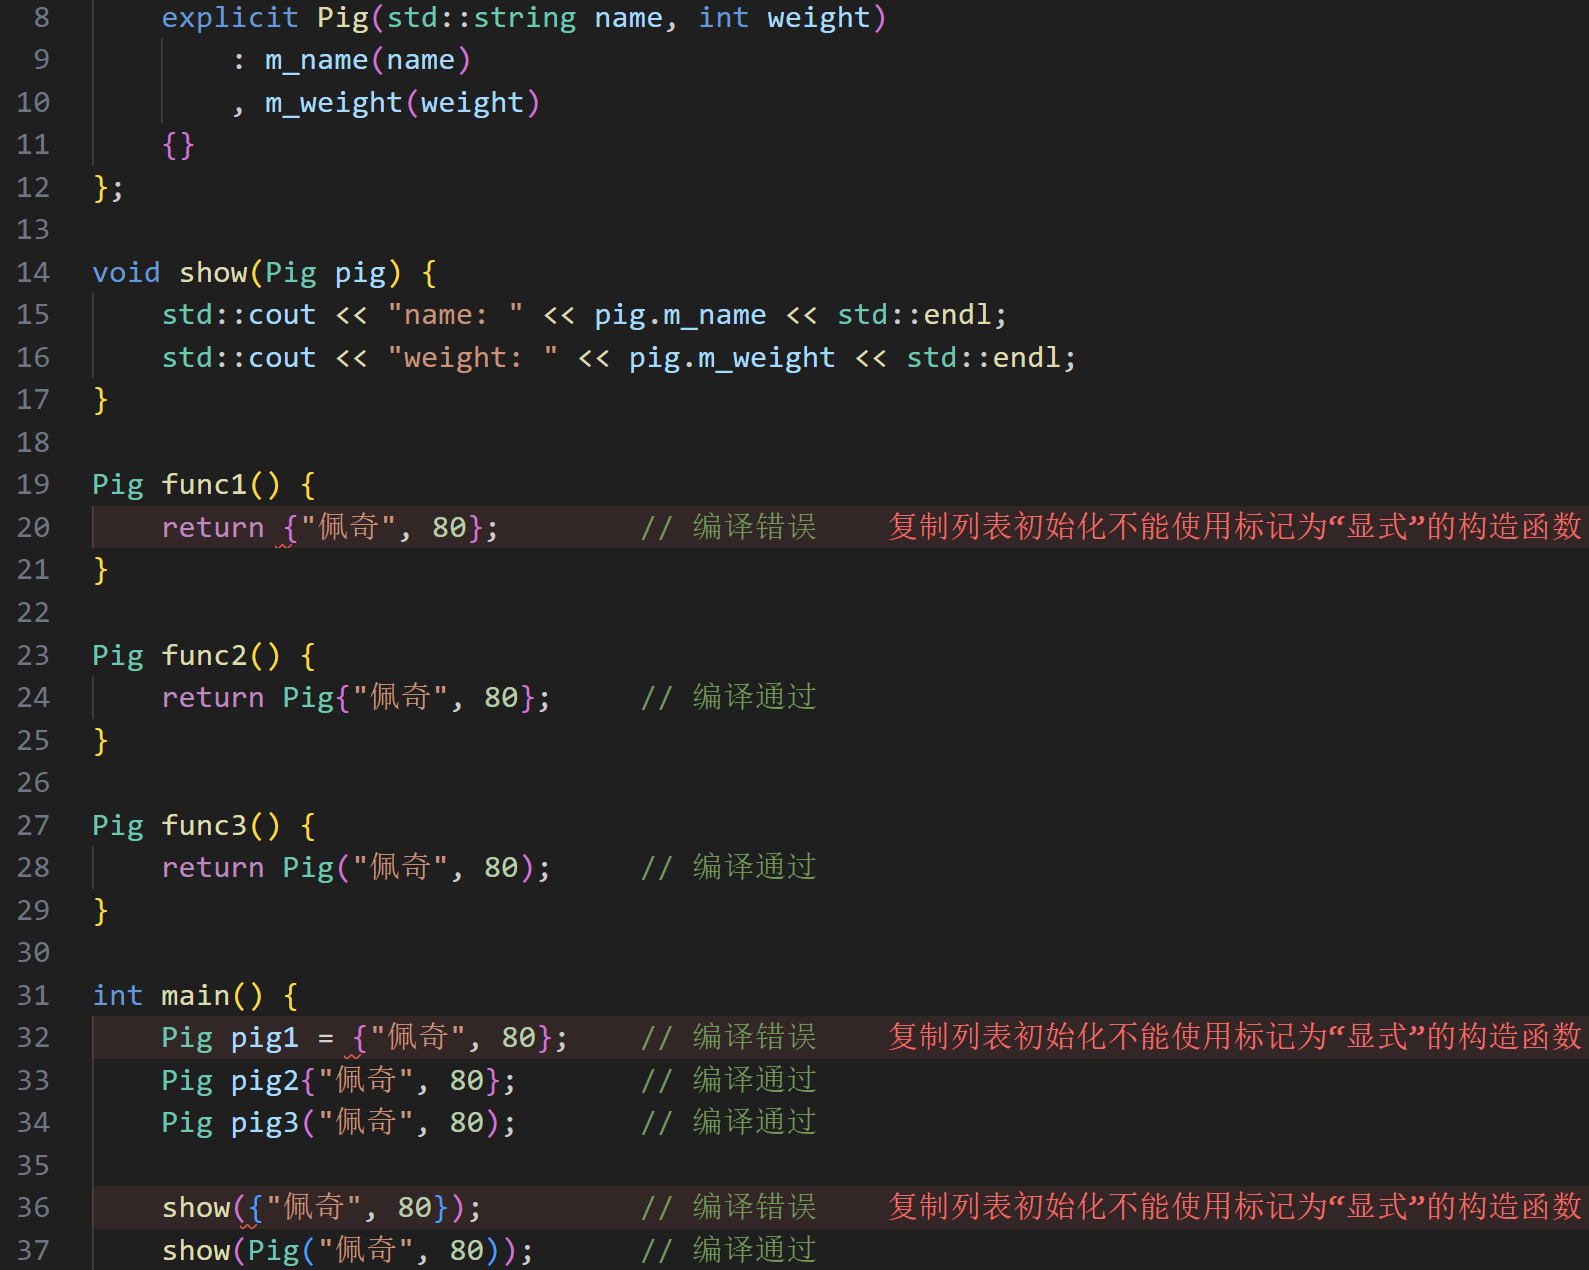 8 explicit Pig(std::string name, int weight)
9 : m_name(name)
10 , m_weight(weight)
11 {}
12 };
13
14 void show(Pig pig) {
15 std::cout << "name: " << pig.m_name << std::endl;
16 std::cout << "weight: " << pig.m_weight << std::endl;
17 }
18
19 Pig func1() {
20 return {"佩奇", 80}; // 编译错误 复制列表初始化不能使用标记为“显式”的构造函数
21 }
22
23 Pig func2() {
24 return Pig{"佩奇", 80}; // 编译通过
25 }
26
27 Pig func3() {
28 return Pig("佩奇", 80); // 编译通过
29 }
30
31 int main() {
32 Pig pig1 = {"佩奇", 80}; // 编译错误 复制列表初始化不能使用标记为“显式”的构造函数
33 Pig pig2{"佩奇", 80}; // 编译通过
34 Pig pig3("佩奇", 80); // 编译通过
35
36 show({"佩奇", 80}); // 编译错误 复制列表初始化不能使用标记为“显式”的构造函数
37 show(Pig("佩奇", 80)); // 编译通过